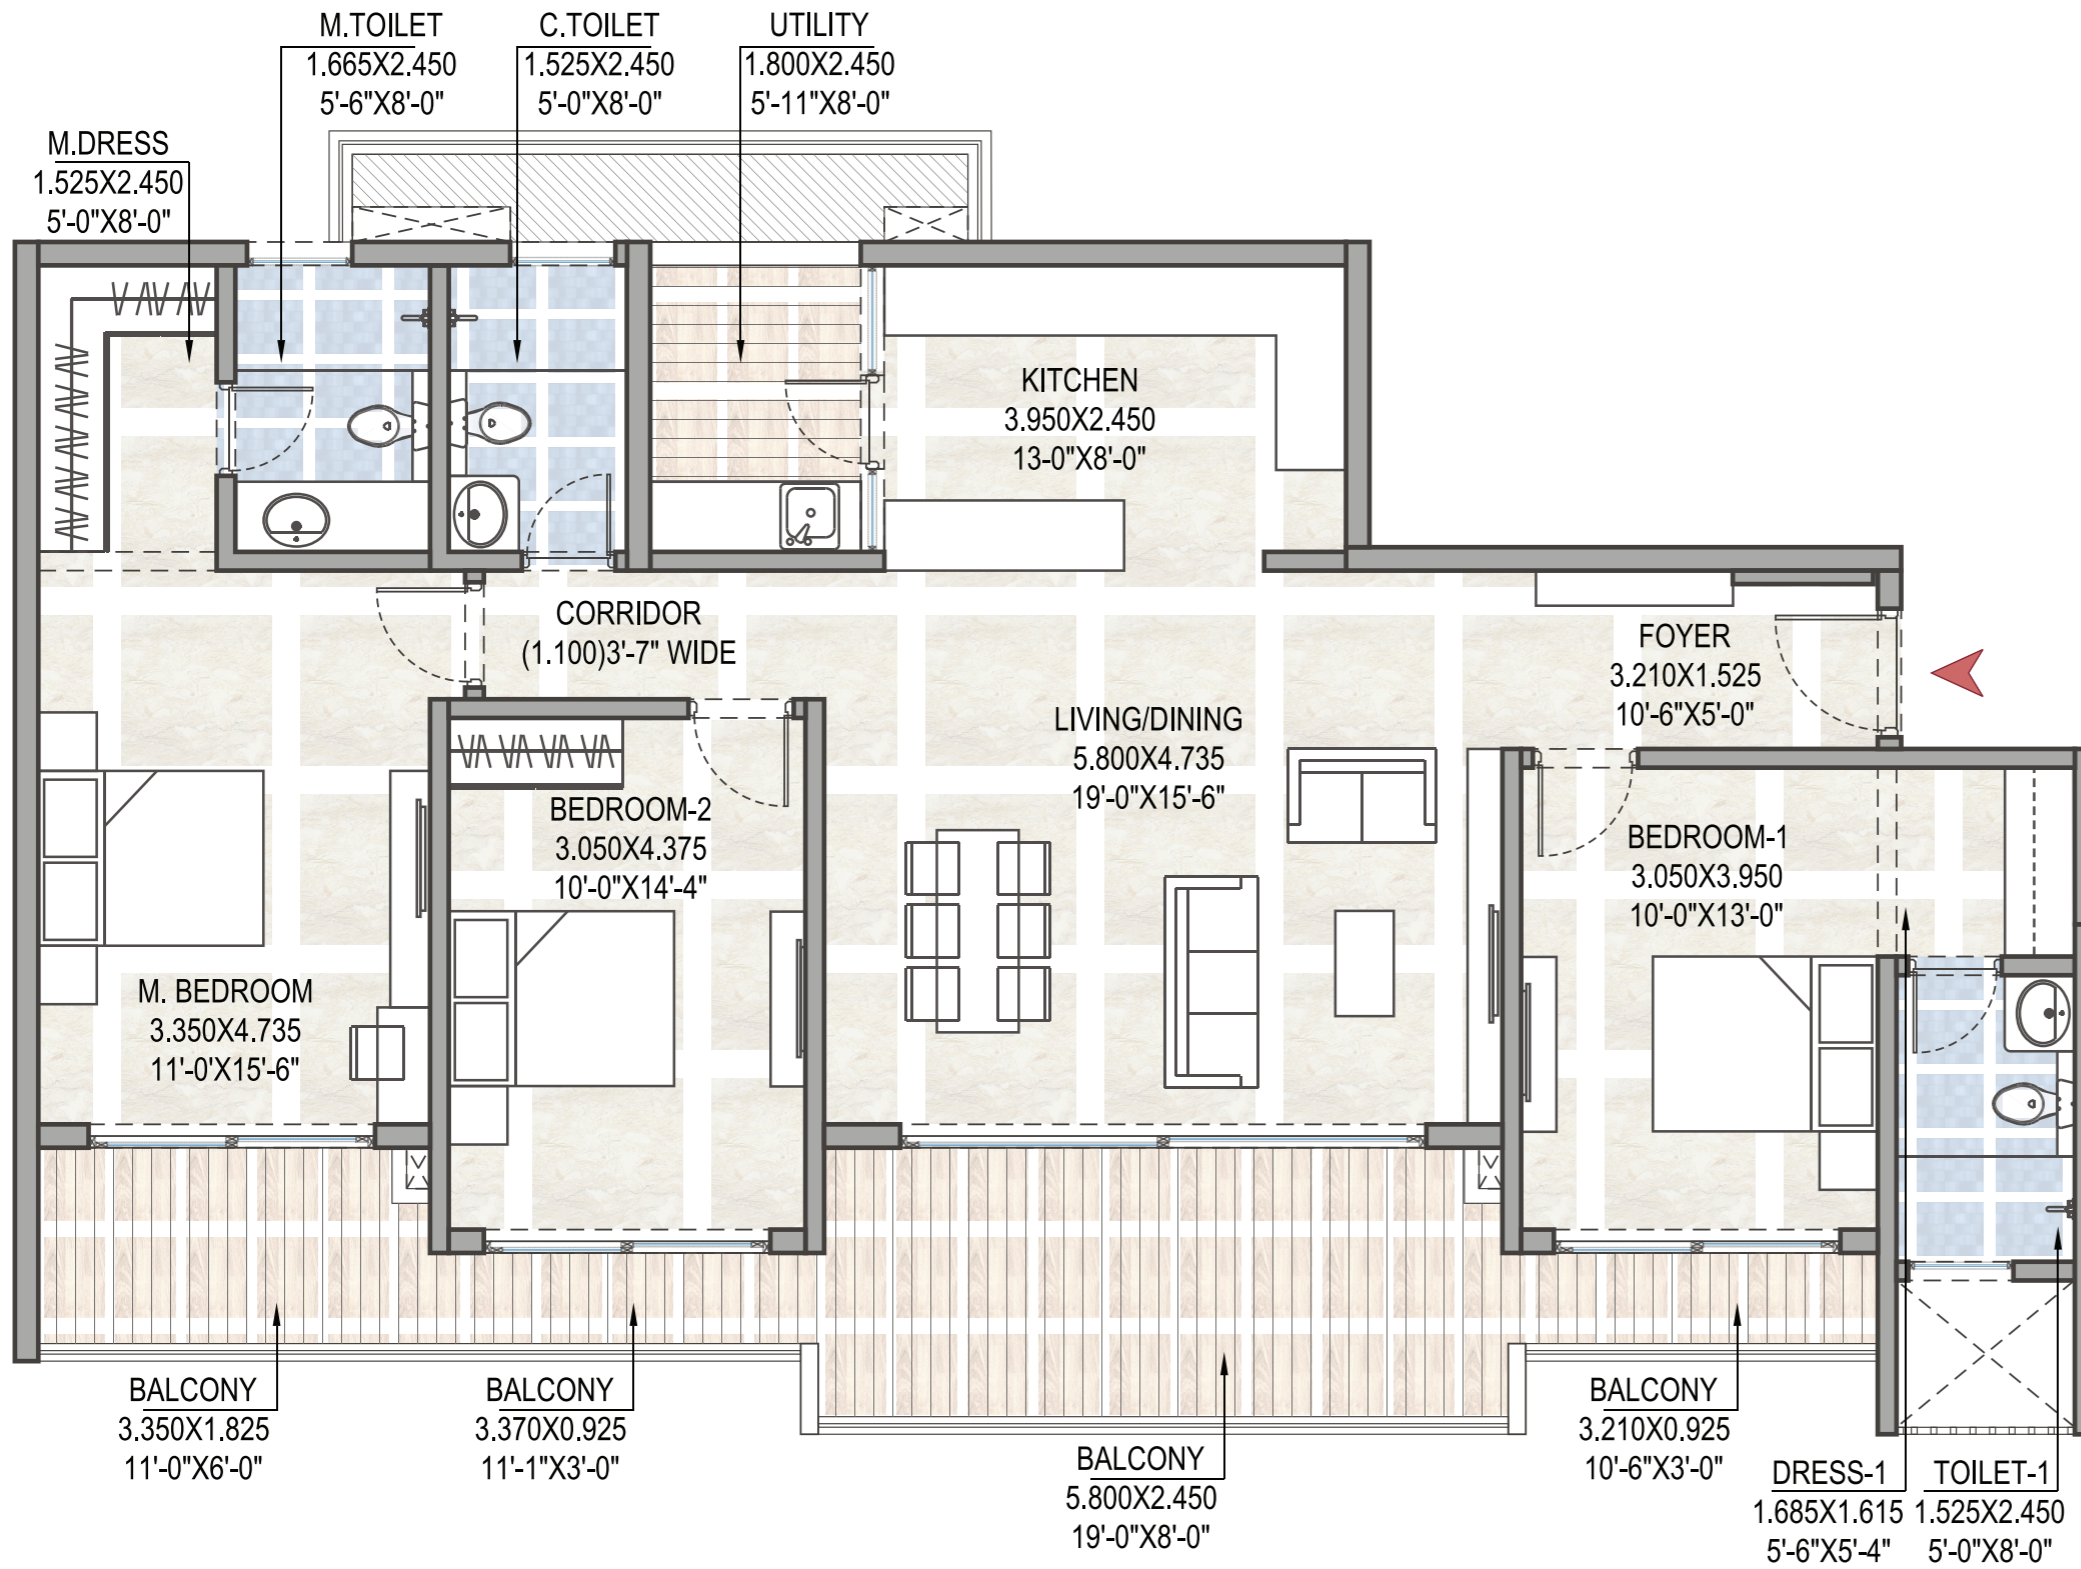 M.TOILET
1.665X2.450
5'-6"X8'-0"
C.TOILET
1.525X2.450
5'-0"X8'-0"
UTILITY
1.800X2.450
5'-11"X8'-0"
M.DRESS
1.525X2.450
5'-0"X8'-0"
KITCHEN
3.950X2.450
13-0"X8'-0"
CORRIDOR
(1.100)3'-7" WIDE
FOYER
3.210X1.525
10'-6"X5'-0"
LIVING/DINING
5.800X4.735
19'-0"X15'-6"
BEDROOM-2
3.050X4.375
10'-0"X14'-4"
BEDROOM-1
3.050X3.950
10'-0"X13'-0"
M. BEDROOM
3.350X4.735
11'-0'X15'-6"
BALCONY
3.350X1.825
11'-0"X6'-0"
BALCONY
3.370X0.925
11'-1"X3'-0"
BALCONY
5.800X2.450
19'-0"X8'-0"
BALCONY
3.210X0.925
10'-6"X3'-0"
DRESS-1
1.685X1.615
5'-6"X5'-4"
TOILET-1
1.525X2.450
5'-0"X8'-0"